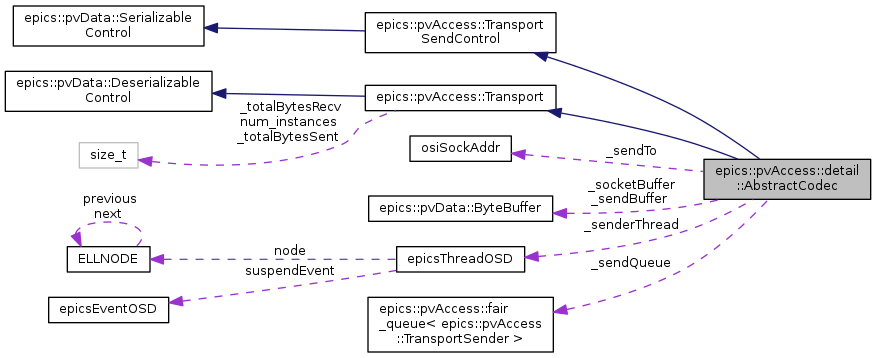 epics::pvData::Serializable
Control
epics::pvAccess::Transport
SendControl
epics::pvData::Deserializable
Control
epics::pvAccess::Transport
_totalBytesRecv
num_instances
_totalBytesSent
size_t
osiSockAddr
_sendTo
epics::pvAccess::detail
::AbstractCodec
_socketBuffer
_sendBuffer
epics::pvData::ByteBuffer
_senderThread
previous
next
ELLNODE
node
epicsThreadOSD
suspendEvent
_sendQueue
epicsEventOSD
epics::pvAccess::fair
_queue< epics::pvAccess
::TransportSender >